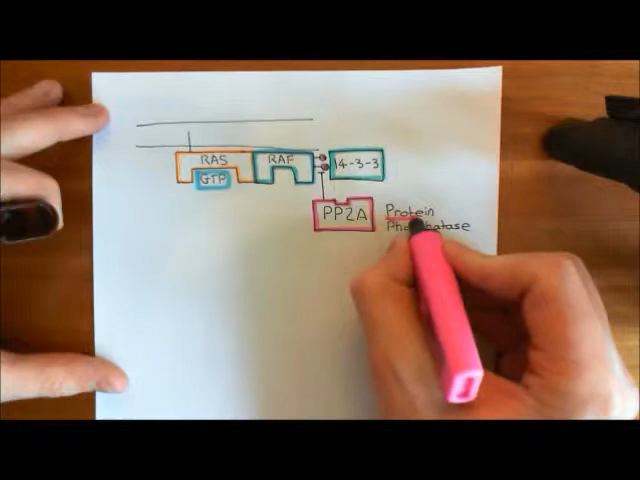 RAS
RAF
14-3-3
GTP
PP2A
Protein